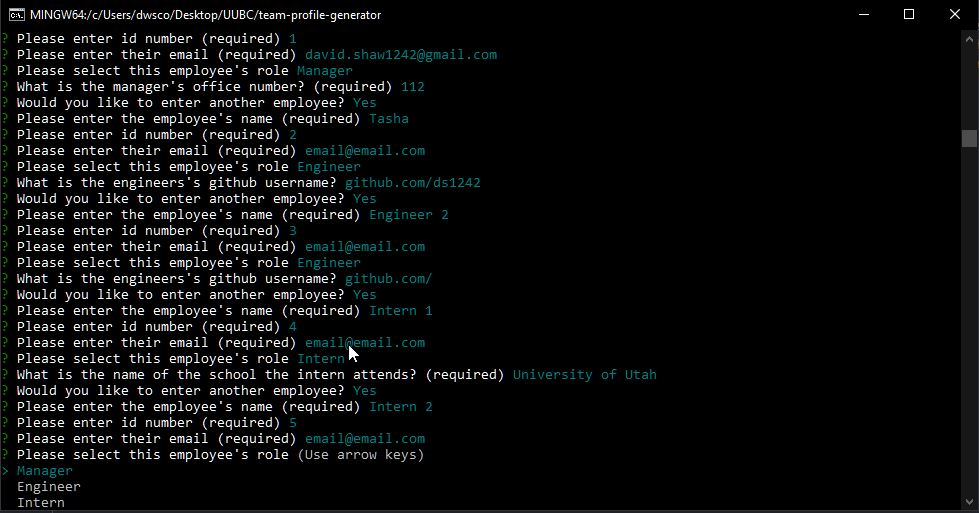 MINGW64:/c/Users/dwsco/Desktop/UUBC/team-profile-generator
? Please enter id number (required) 1
? Please enter their email (required) david.shaw1242@gmail.com
? Please select this employee's role Manager
? What is the manager's office number? (required) 112
? Would you like to enter another employee? Yes
? Please enter the employee's name (required) Tasha
? Please enter id number (required) 2
? Please enter their email (required) email@email.com
? Please select this employee's role Engineer
? What is the engineers's github username? github.com/ds1242
? Would you like to enter another employee? Yes
? Please enter the employee's name (required) Engineer 2
? Please enter id number (required) 3
? Please enter their email (required) email@email.com
? Please select this employee's role Engineer
? What is the engineers's github username? github.com/
? Would you like to enter another employee? Yes
? Please enter the employee's name (required) Intern 1
? Please enter id number (required) 4
? Please enter their email (required) email@email.com
? Please select this employee's role Intern
? What is the name of the school the intern attends? (required) University of Utah
? Would you like to enter another employee? Yes
? Please enter the employee's name (required) Intern 2
? Please enter id number (required) 5
? Please enter their email (required) email@email.com
? Please select this employee's role (Use arrow keys)
> Manager
Engineer
Intern